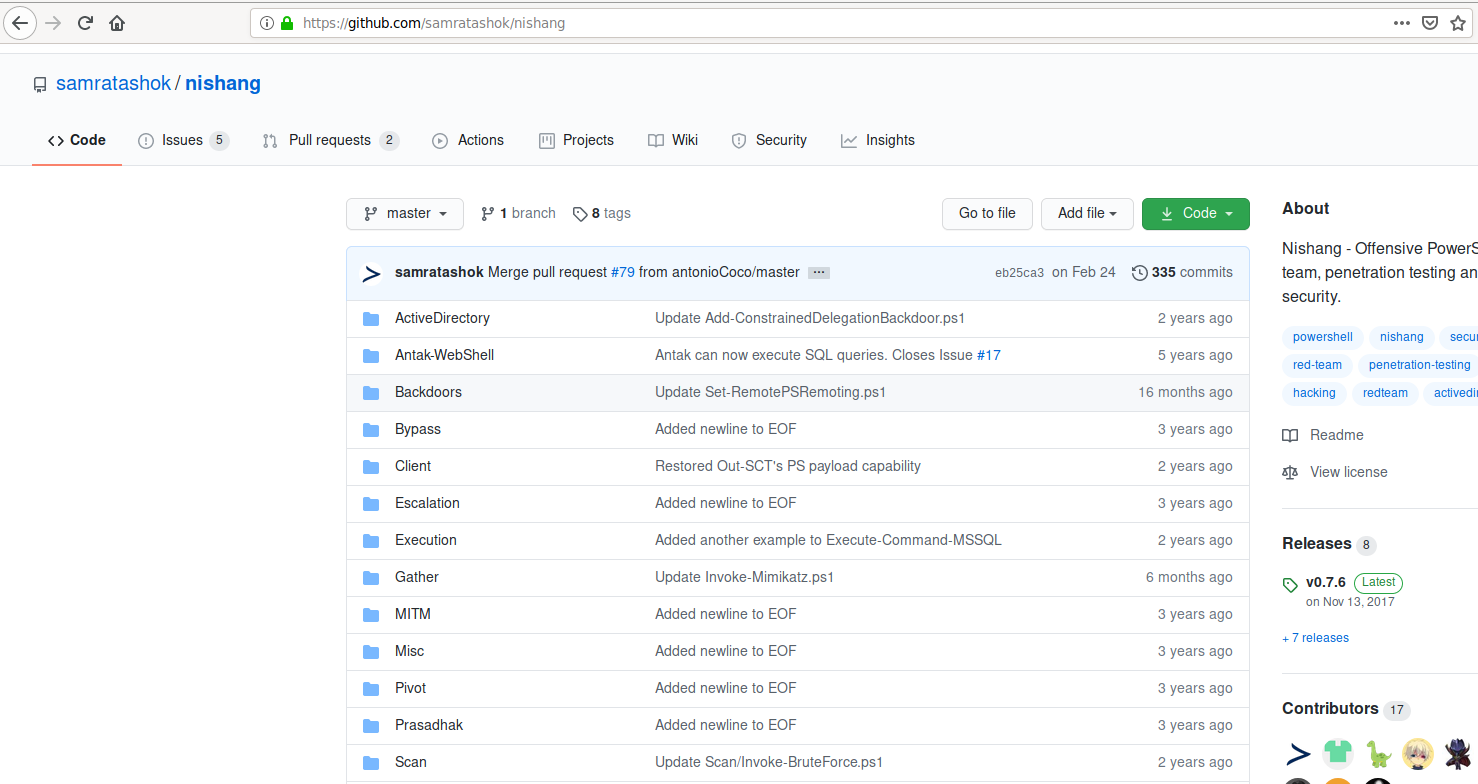 https://github.com/samratashok/nishang
samratashok / nishang
Code Issues 5 Pull requests 2 Actions Projects Wiki Security Insights
master 1 branch 8 tags Go to file Add file Code
samratashok Merge pull request #79 from antonioCoco/master ... eb25ca3 on Feb 24 335 commits
ActiveDirectory Update Add-ConstrainedDelegationBackdoor.ps1 2 years ago
Antak-WebShell Antak can now execute SQL queries. Closes Issue #17 5 years ago
Backdoors Update Set-RemotePSRemoting.ps1 16 months ago
Bypass Added newline to EOF 3 years ago
Client Restored Out-SCT's PS payload capability 2 years ago
Escalation Added newline to EOF 3 years ago
Execution Added another example to Execute-Command-MSSQL 2 years ago
Gather Update Invoke-Mimikatz.ps1 6 months ago
MITM Added newline to EOF 3 years ago
Misc Added newline to EOF 3 years ago
Pivot Added newline to EOF 3 years ago
Prasadhak Added newline to EOF 3 years ago
Scan Update Scan/Invoke-BruteForce.ps1 2 years ago
About
Nishang - Offensive PowerS
team, penetration testing an
security.
powershell nishang secur
red-team penetration-testing
hacking redteam activedir
Readme
View license
Releases 8
v0.7.6 Latest
on Nov 13, 2017
+ 7 releases
Contributors 17